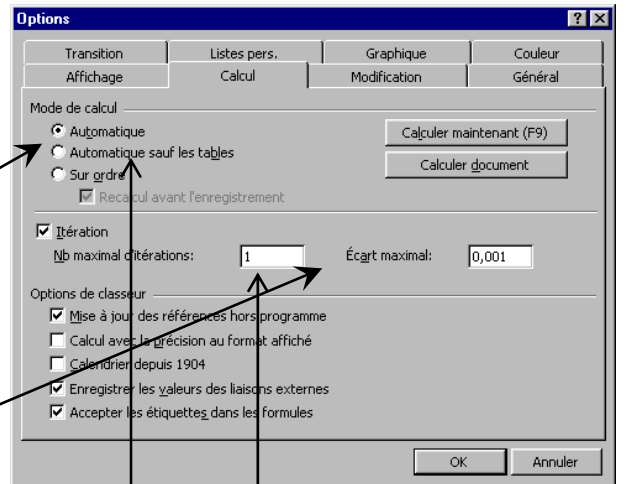 Options
Transition Listes pers. Graphique Couleur
Affichage Calcul Modification Général
Mode de calcul
Automatique
Calculer maintenant (F9)
Automatique sauf les tables
Calculer document
Sur ordre
Recalcul avant l'enregistrement
Itération
Nb maximal d'itérations: 1 Écart maximal: 0,001
Options de classeur
Mise à jour des références hors programme
Calcul avec la précision au format affiché
Calendrier depuis 1904
Enregistrer les valeurs des liaisons externes
Accepter les étiquettes dans les formules
OK Annuler